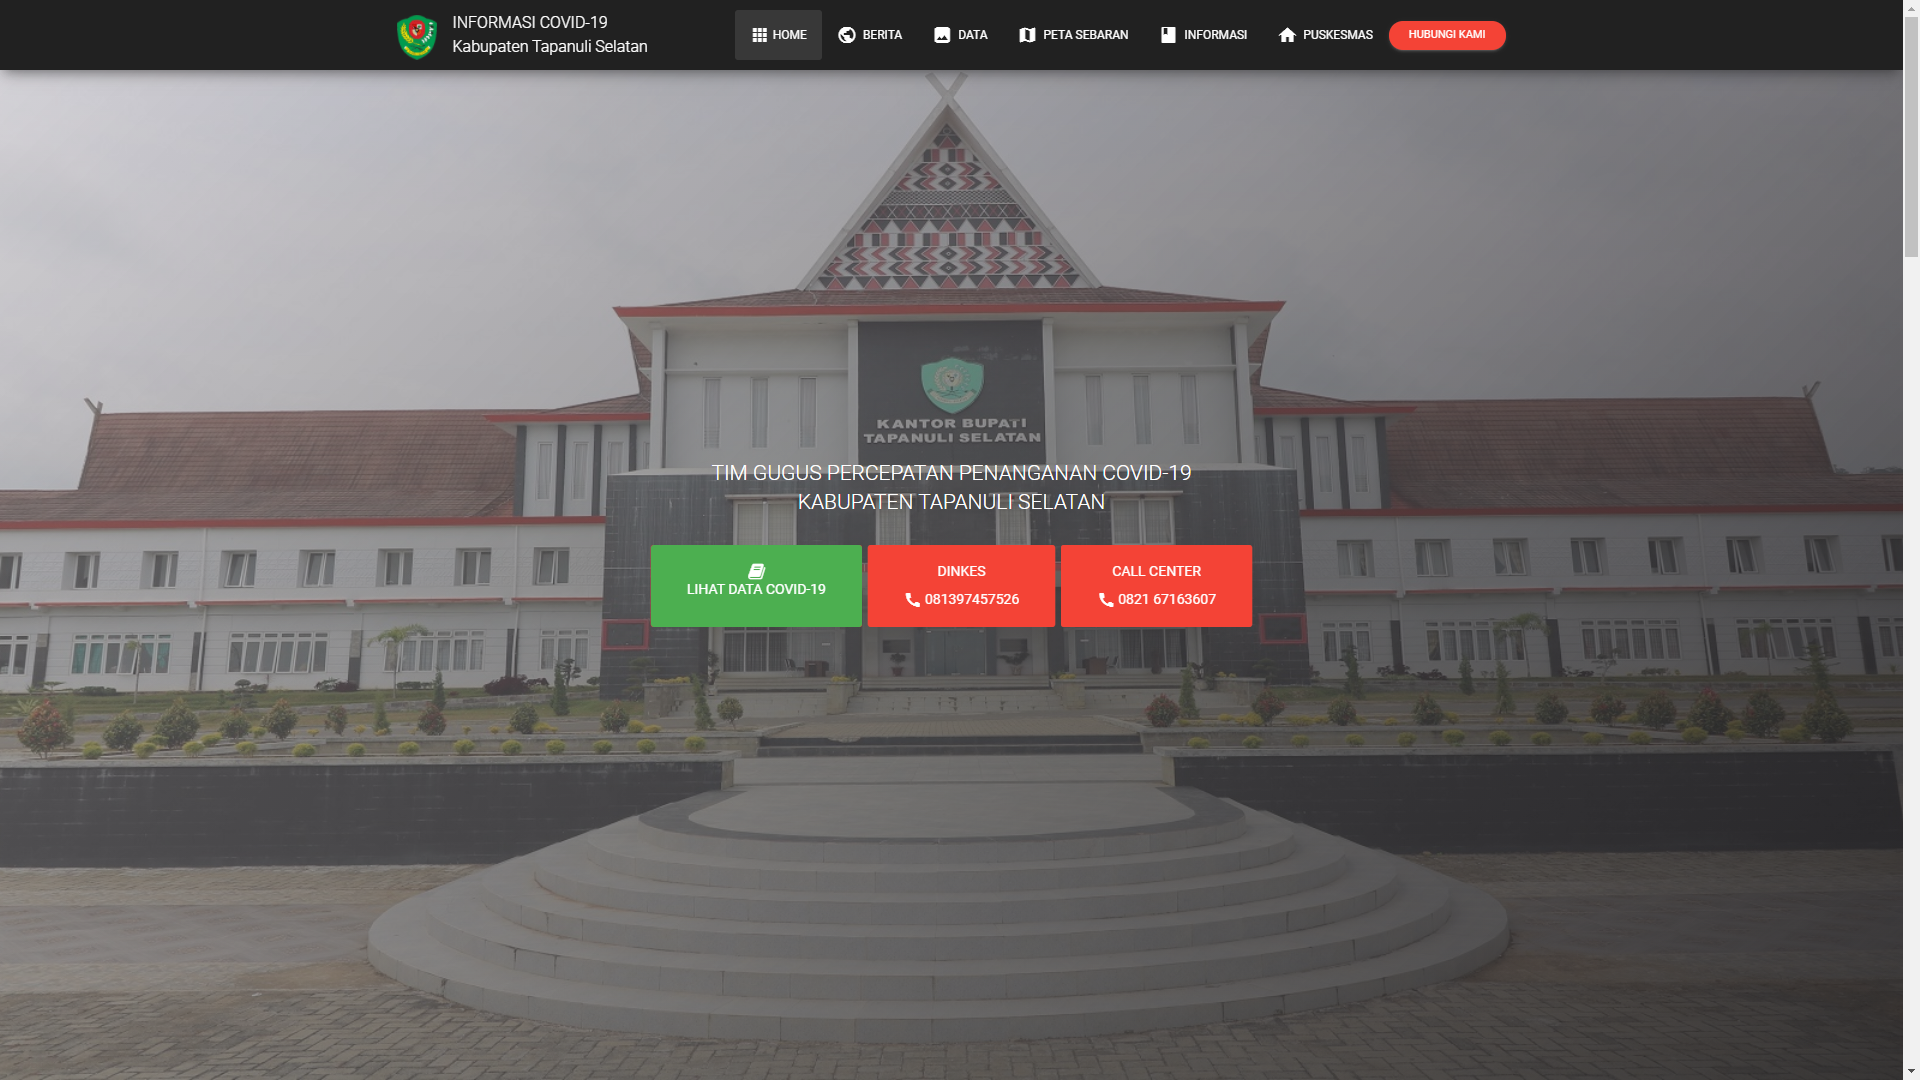 INFORMASI COVID-19
Kabupaten Tapanuli Selatan
HOME
BERITA
DATA
PETA SEBARAN
INFORMASI
PUSKESMAS
HUBUNGI KAMI
KANTOR BUPATI
TAPANULI SELATAN
TIM GUGUS PERCEPATAN PENANGANAN COVID-19
KABUPATEN TAPANULI SELATAN
LIHAT DATA COVID-19
DINKES
081397457526
CALL CENTER
0821 67163607